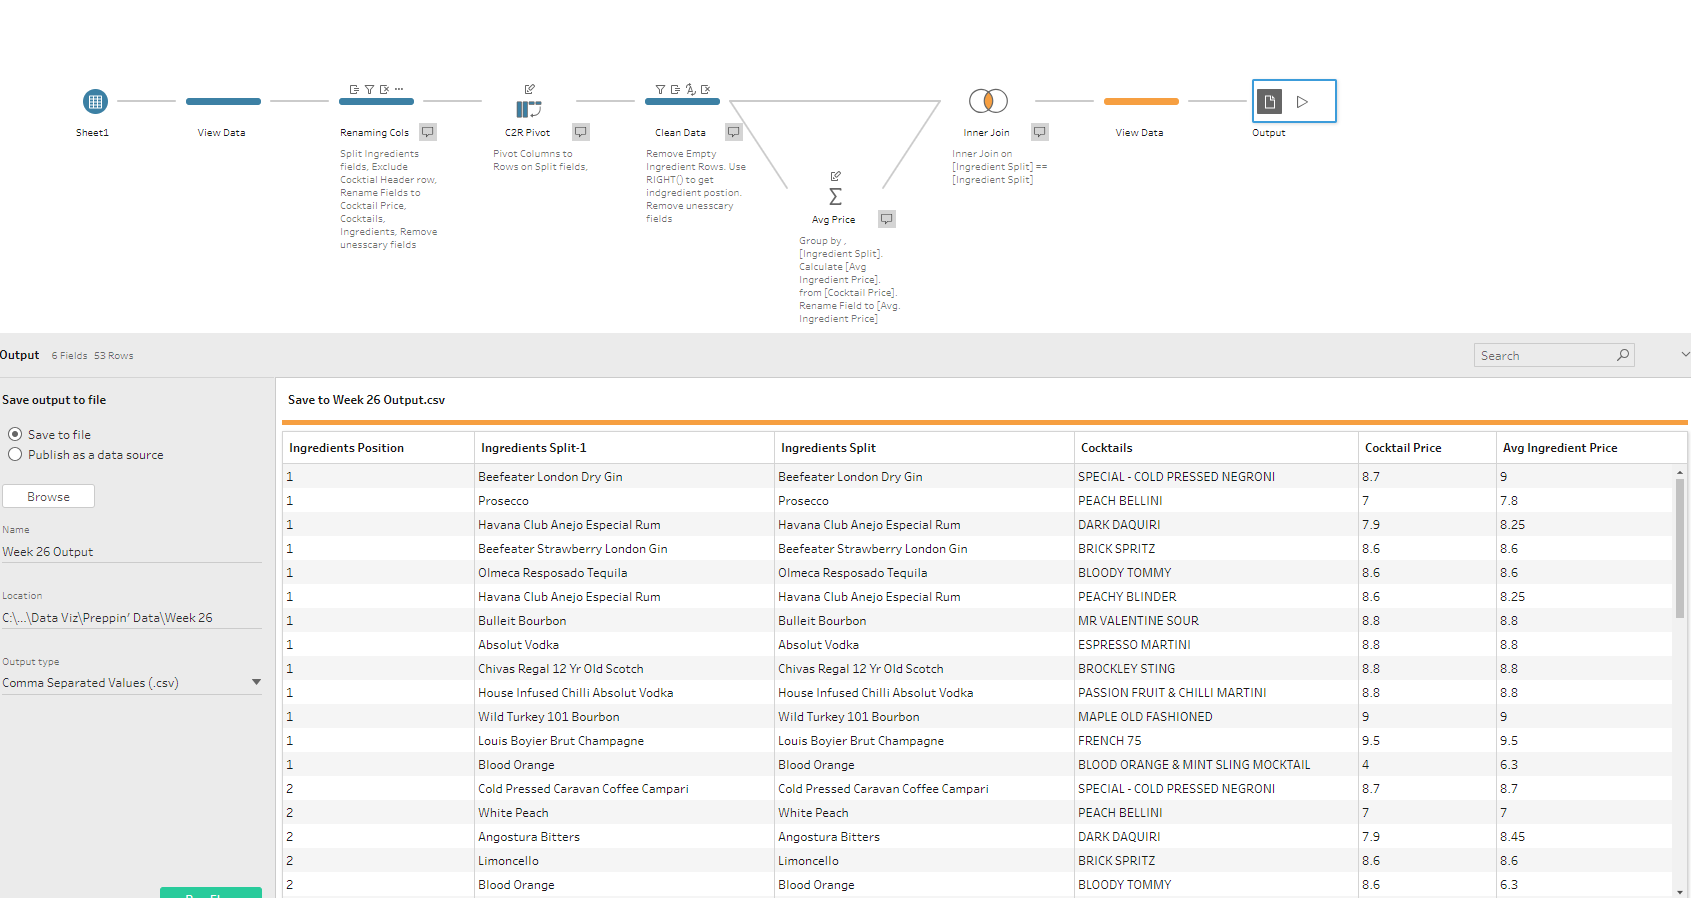 Sheet1
View Data
Renaming Cols
Split Ingredients
fields, Exclude
Cocktial Header row,
Rename Fields to
Cocktail Price,
Cocktails,
Ingredients, Remove
unesscary fields
C2R Pivot
Pivot Columns to
Rows on Split fields,
Clean Data
Remove Empty
Ingredient Rows. Use
RIGHT() to get
indgredient postion.
Remove unesscary
fields
Avg Price
Group by ,
[Ingredient Split].
Calculate [Avg
Ingredient Price].
from [Cocktail Price].
Rename Field to [Avg.
Ingredient Price]
Inner Join
Inner Join on
[Ingredient Split] ==
[Ingredient Split]
View Data
Output
Output 6 Fields 53 Rows
Search
Save output to file
Save to file
Publish as a data source
Browse
Name
Week 26 Output
Location
C:\...\Data Viz\Preppin' Data\Week 26
Output type
Comma Separated Values (.csv)
Save to Week 26 Output.csv
Ingredients Position Ingredients Split-1 Ingredients Split Cocktails Cocktail Price Avg Ingredient Price
1 Beefeater London Dry Gin Beefeater London Dry Gin SPECIAL - COLD PRESSED NEGRONI 8.7 9
1 Prosecco Prosecco PEACH BELLINI 7 7.8
1 Havana Club Anejo Especial Rum Havana Club Anejo Especial Rum DARK DAQUIRI 7.9 8.25
1 Beefeater Strawberry London Gin Beefeater Strawberry London Gin BRICK SPRITZ 8.6 8.6
1 Olmeca Resposado Tequila Olmeca Resposado Tequila BLOODY TOMMY 8.6 8.6
1 Havana Club Anejo Especial Rum Havana Club Anejo Especial Rum PEACHY BLINDER 8.6 8.25
1 Bulleit Bourbon Bulleit Bourbon MR VALENTINE SOUR 8.8 8.8
1 Absolut Vodka Absolut Vodka ESPRESSO MARTINI 8.8 8.8
1 Chivas Regal 12 Yr Old Scotch Chivas Regal 12 Yr Old Scotch BROCKLEY STING 8.8 8.8
1 House Infused Chilli Absolut Vodka House Infused Chilli Absolut Vodka PASSION FRUIT & CHILLI MARTINI 8.8 8.8
1 Wild Turkey 101 Bourbon Wild Turkey 101 Bourbon MAPLE OLD FASHIONED 9 9
1 Louis Boyier Brut Champagne Louis Boyier Brut Champagne FRENCH 75 9.5 9.5
1 Blood Orange Blood Orange BLOOD ORANGE & MINT SLING MOCKTAIL 4 6.3
2 Cold Pressed Caravan Coffee Campari Cold Pressed Caravan Coffee Campari SPECIAL - COLD PRESSED NEGRONI 8.7 8.7
2 White Peach White Peach PEACH BELLINI 7 7
2 Angostura Bitters Angostura Bitters DARK DAQUIRI 7.9 8.45
2 Limoncello Limoncello BRICK SPRITZ 8.6 8.6
2 Blood Orange Blood Orange BLOODY TOMMY 8.6 6.3